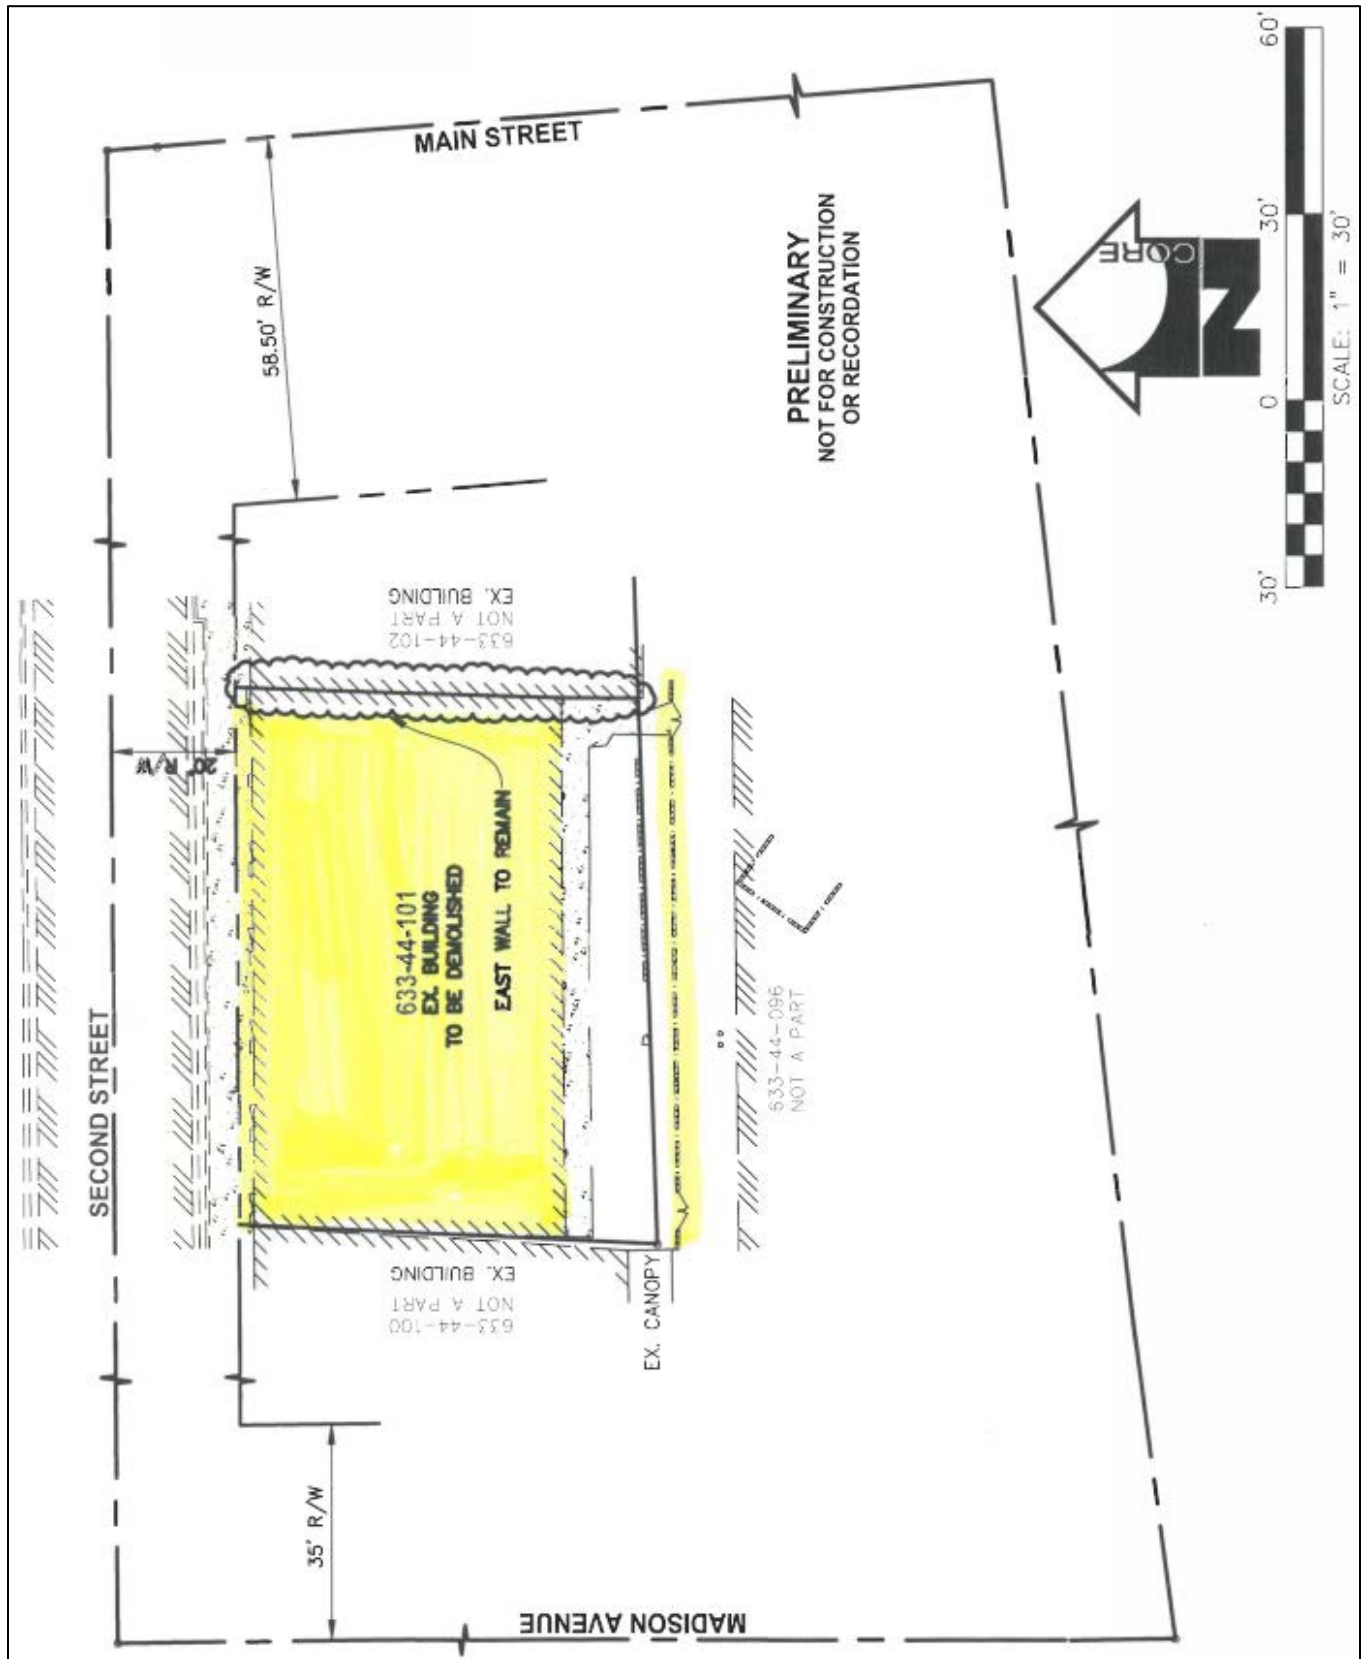 MAIN STREET
58.50' R/W
PRELIMINARY
NOT FOR CONSTRUCTION
OR RECORDATION
CORE
N
60'
30'
0
30'
SCALE: 1" = 30'
633-44-102
NOT A PART
EX. BUILDING
20' R/W
SECOND STREET
633-44-101
EX. BUILDING
TO BE DEMOLISHED
EAST WALL TO REMAIN
633-44-096
NOT A PART
633-44-100
NOT A PART
EX. BUILDING
EX. CANOPY
35' R/W
MADISON AVENUE